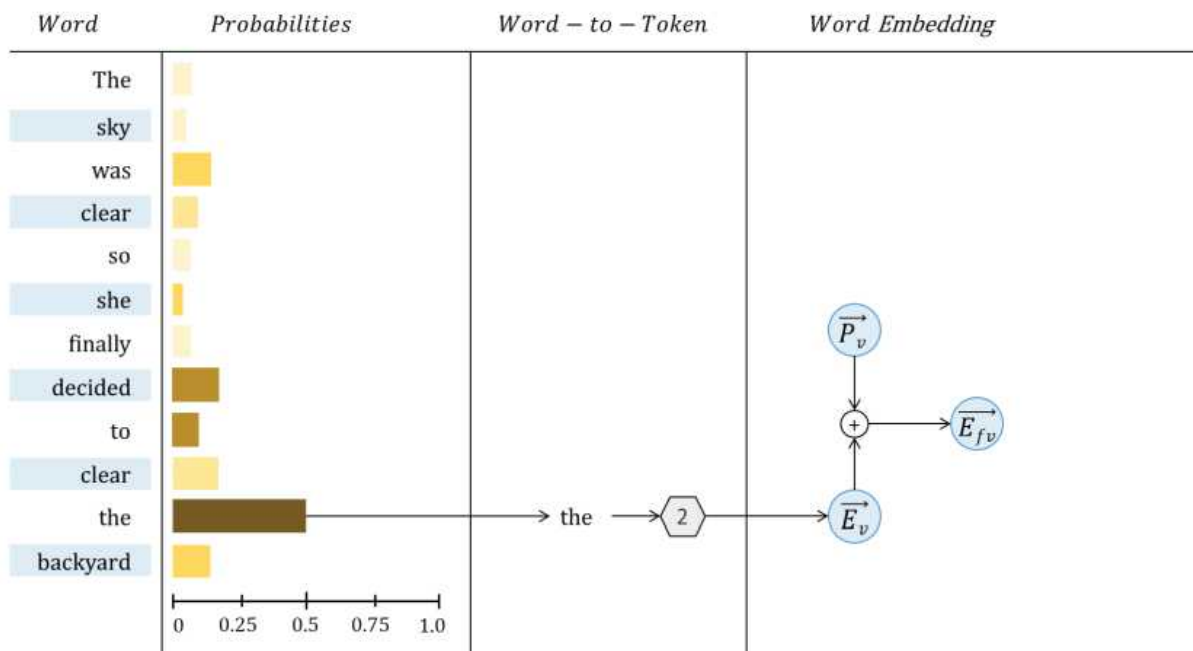 Word Probabilities Word – to – Token Word Embedding
The
sky
was
clear
so
she
finally
decided
to
clear
the
backyard
the 2
P_v
+
E_fv
E_v
0 0.25 0.5 0.75 1.0